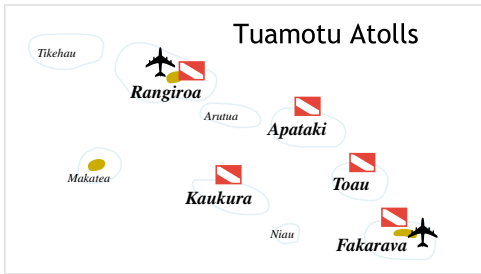 Tuamotu Atolls
Tikehau
Rangiroa
Arutua
Apataki
Makatea
Kaukura
Toau
Niau
Fakarava